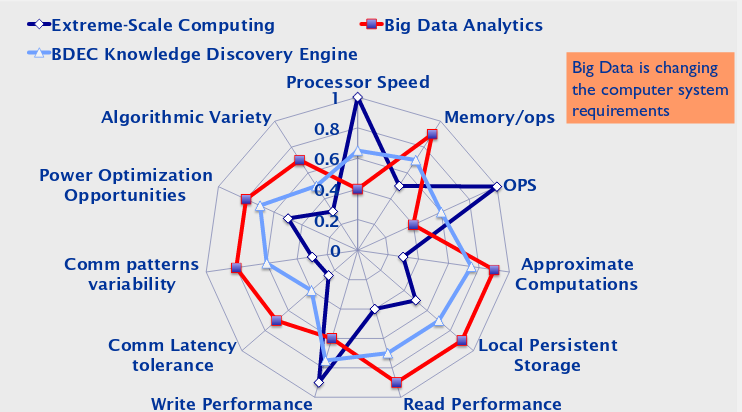 Extreme-Scale Computing
Big Data Analytics
BDEC Knowledge Discovery Engine
Big Data is changing
the computer system
requirements
Processor Speed
Algorithmic Variety
Memory/ops
Power Optimization
Opportunities
OPS
Comm patterns
variability
Approximate
Computations
Comm Latency
tolerance
Local Persistent
Storage
Write Performance
Read Performance
1
0.8
0.6
0.4
0.2
0